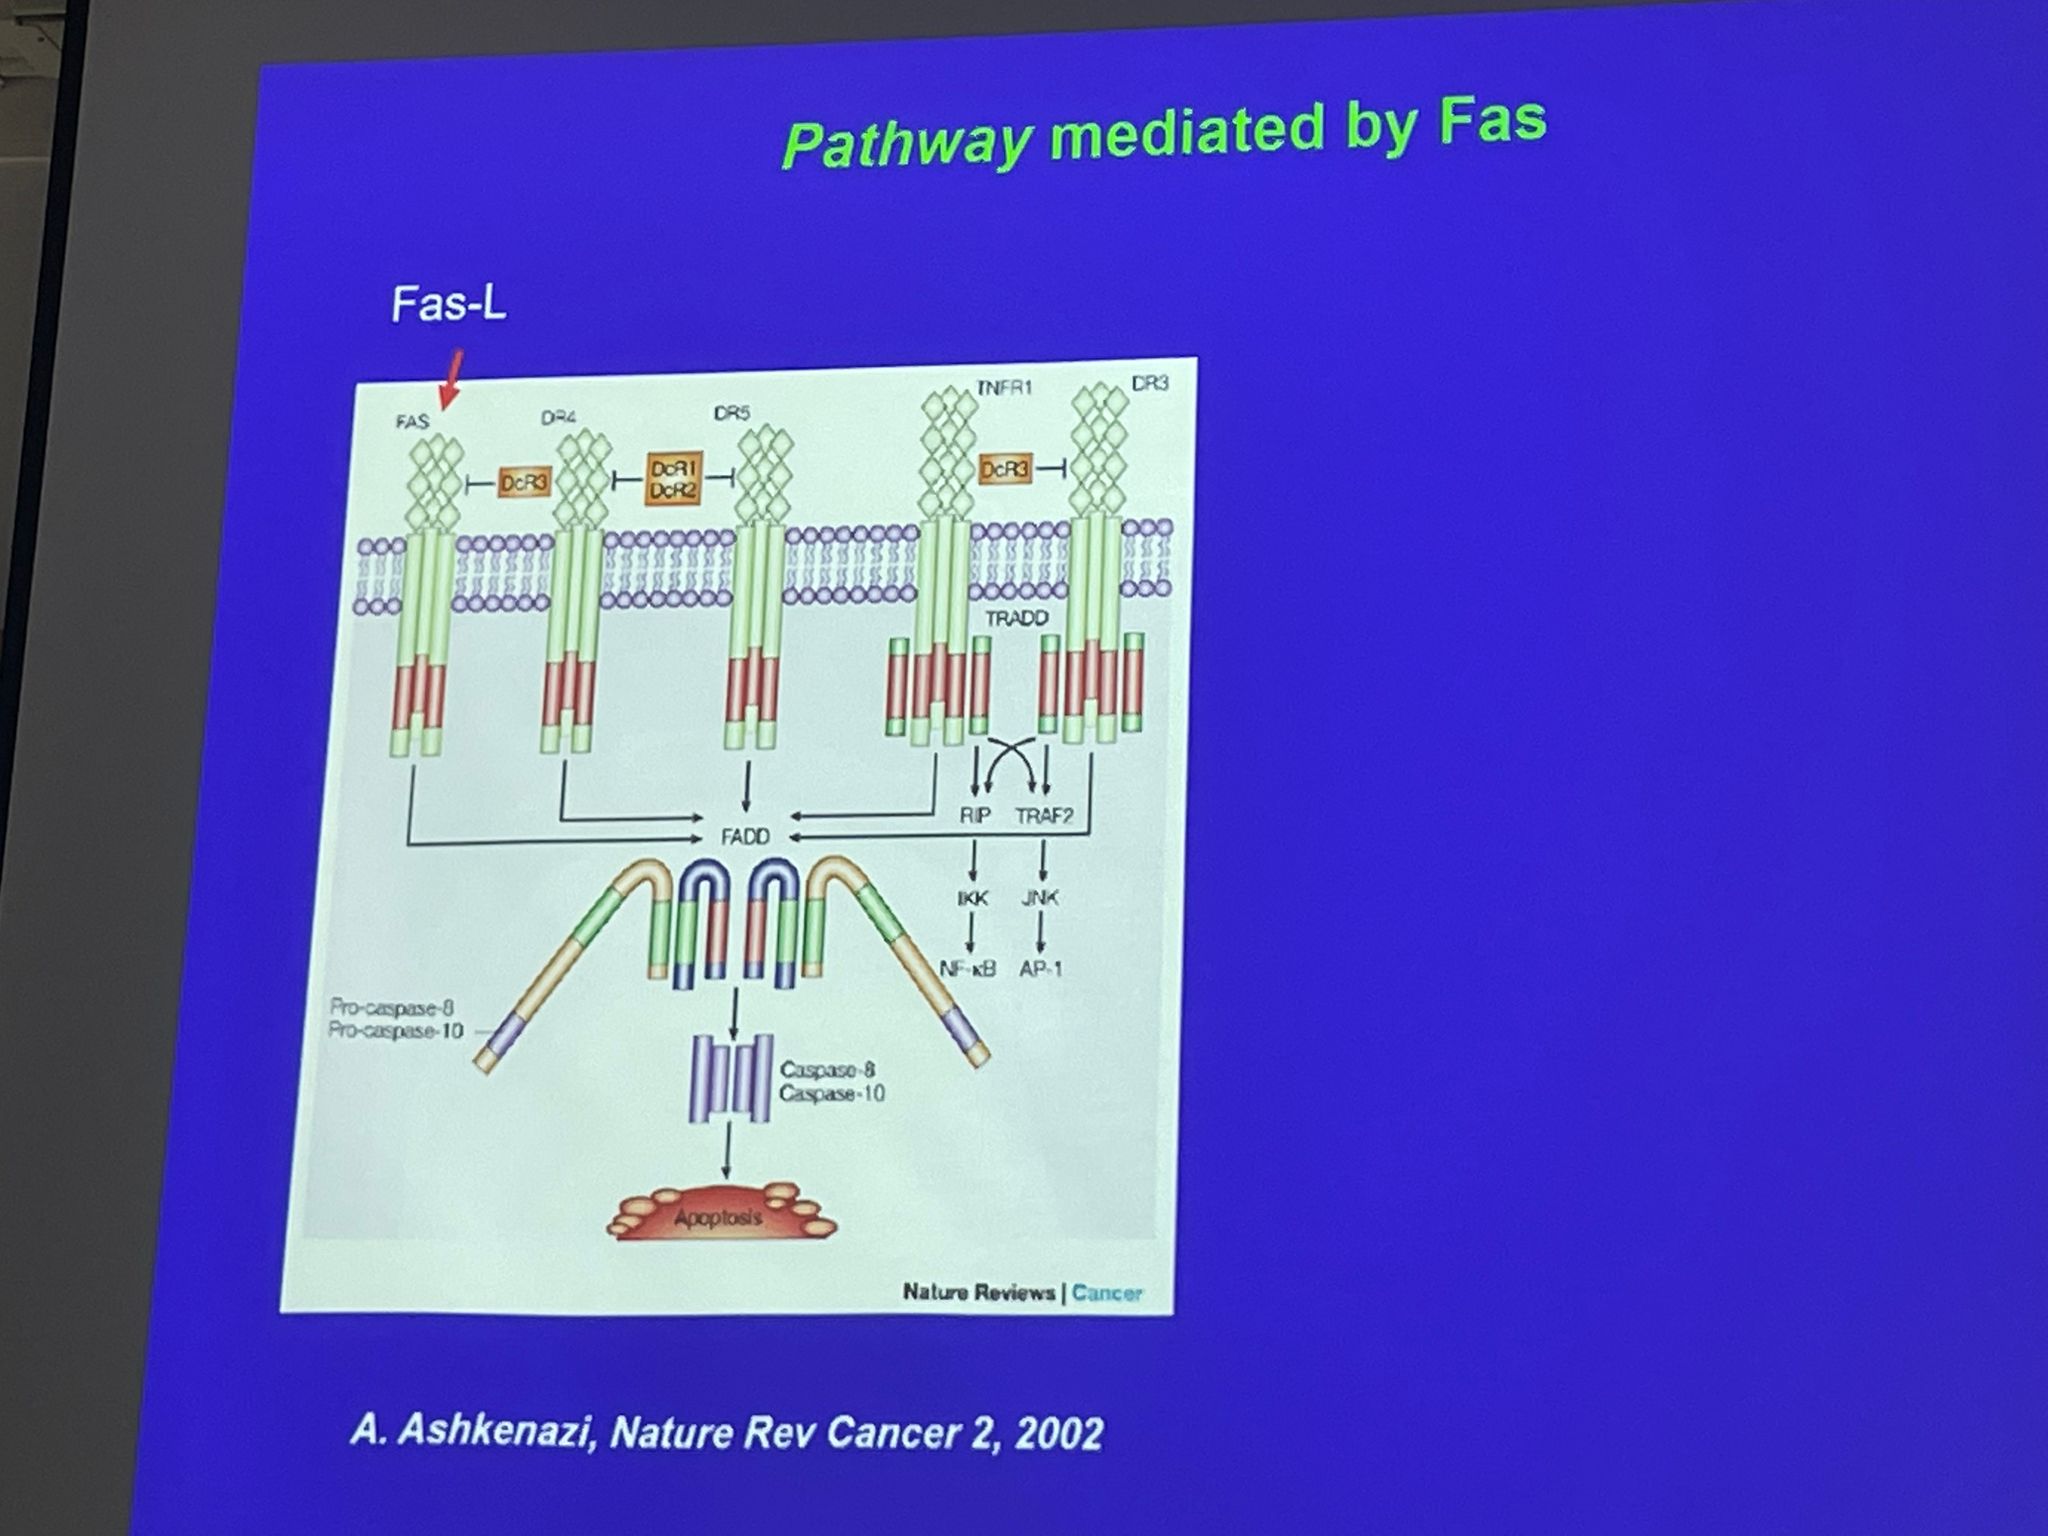 Pathway mediated by Fas
Fas-L
FAS
DR4
DR5
TNFR1
DR3
DcR3
DcR1
DcR2
DcR3
TRADD
RIP
TRAF2
FADD
IKK
JNK
NF-κB
AP-1
Pro-caspase-8
Pro-caspase-10
Caspase-8
Caspase-10
Apoptosis
Nature Reviews | Cancer
A. Ashkenazi, Nature Rev Cancer 2, 2002